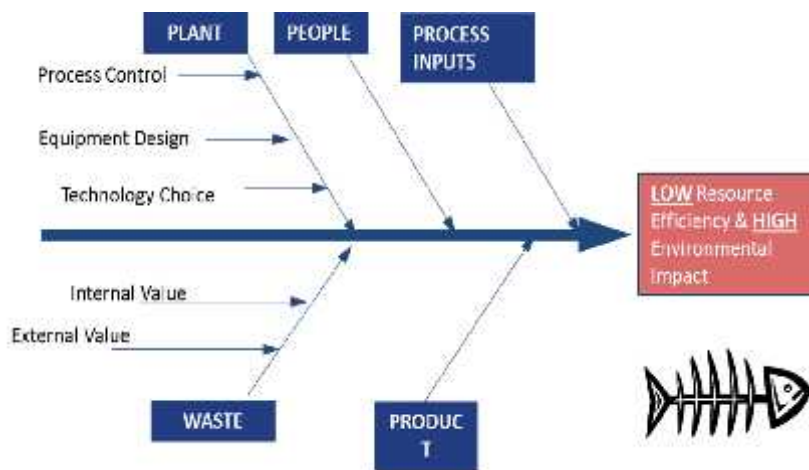 PLANT
PEOPLE
PROCESS
INPUTS
Process Control
Equipment Design
Technology Choice
LOW Resource
Efficiency & HIGH
Environmental
Impact
Internal Value
External Value
WASTE
PRODUC
T